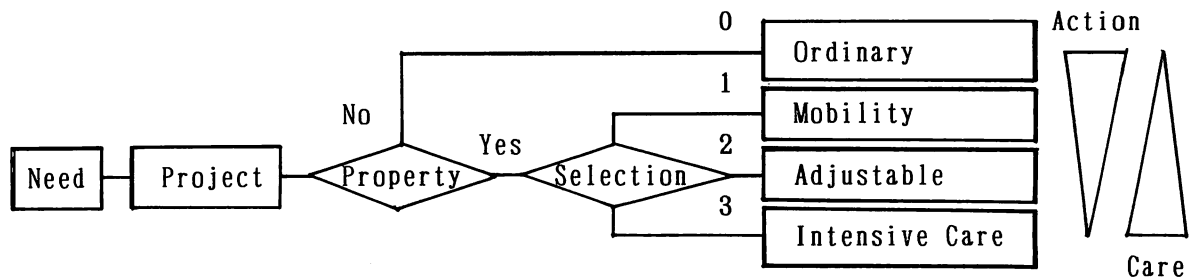 0
Action
Ordinary
1
Mobility
No
Yes
2
Need
Project
Property
Selection
Adjustable
3
Intensive Care
Care